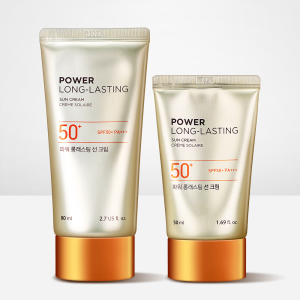 POWER
LONG-LASTING
SUN CREAM
CRÈME SOLAIRE
50+
SPF50+ PA+++
파워 롱래스팅 선 크림
80 ml
2.7 US fl. oz.
POWER
LONG-LASTING
SUN CREAM
CRÈME SOLAIRE
50+
SPF50+ PA+++
파워 롱래스팅 선 크림
50 ml
1.69 fl. oz.